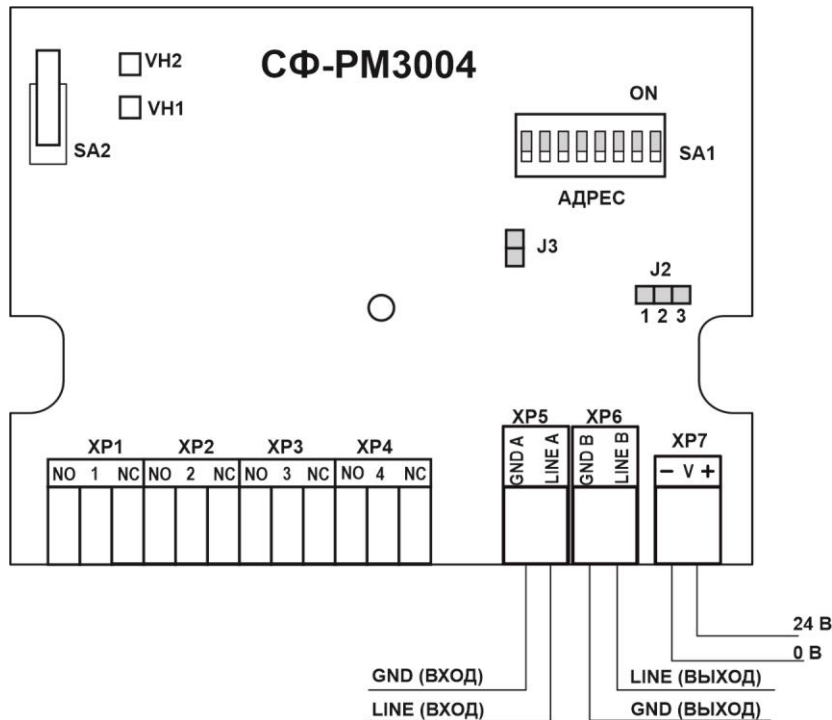 VH2
СФ-РМ3004
VH1
ON
SA2
SA1
АДРЕС
J3
J2
1 2 3
XP5 XP6
XP1 XP2 XP3 XP4
XP7
GND A
LINE A
GND B
LINE B
NO 1 NC NO 2 NC NO 3 NC NO 4 NC
– V +
24 В
0 В
GND (ВХОД)
LINE (ВЫХОД)
LINE (ВХОД)
GND (ВЫХОД)